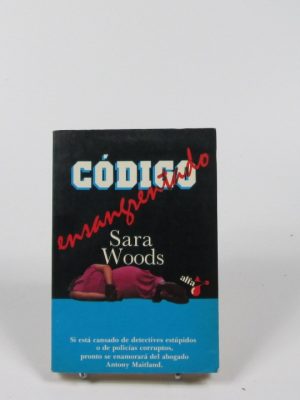 CÓDIGO
ensangrentado
Sara
Woods
alfa
Si está cansado de detectives estúpidos
o de policías corruptos,
pronto se enamorará del abogado
Antony Maitland.